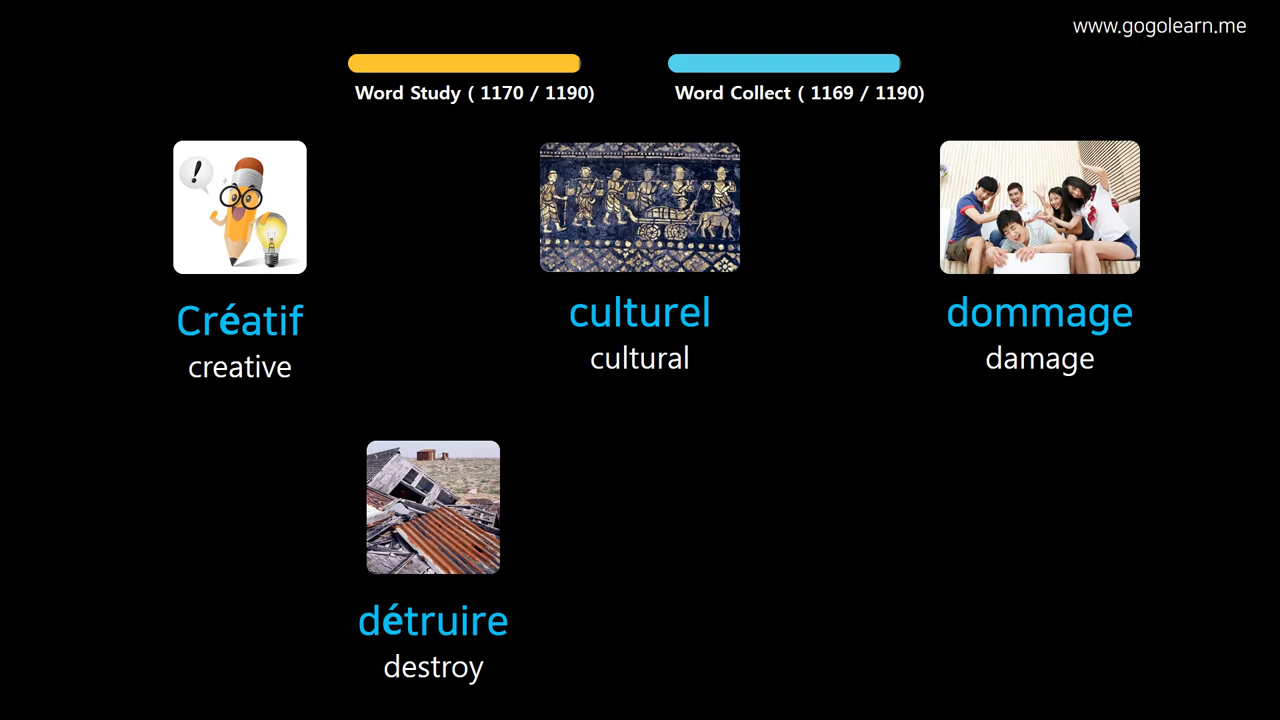 www.gogolearn.me
Word Study ( 1170 / 1190)
Word Collect ( 1169 / 1190)
!
Créatif
creative
culturel
cultural
dommage
damage
détruire
destroy